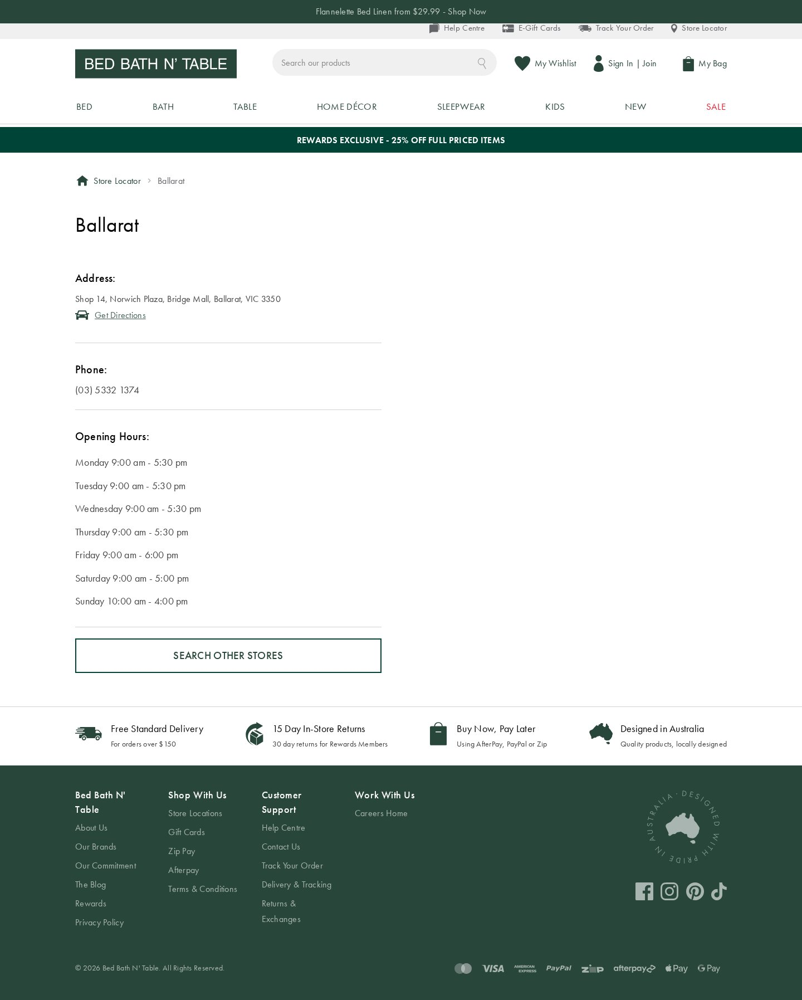 Flannelette Bed Linen from $29.99 - Shop Now
Help Centre E-Gift Cards Track Your Order Store Locator
BED BATH N' TABLE
Search our products
My Wishlist Sign In | Join My Bag
BED BATH TABLE HOME DÉCOR SLEEPWEAR KIDS NEW SALE
REWARDS EXCLUSIVE - 25% OFF FULL PRICED ITEMS
Store Locator > Ballarat
Ballarat
Address:
Shop 14, Norwich Plaza, Bridge Mall, Ballarat, VIC 3350
Get Directions
Phone:
(03) 5332 1374
Opening Hours:
Monday 9:00 am - 5:30 pm
Tuesday 9:00 am - 5:30 pm
Wednesday 9:00 am - 5:30 pm
Thursday 9:00 am - 5:30 pm
Friday 9:00 am - 6:00 pm
Saturday 9:00 am - 5:00 pm
Sunday 10:00 am - 4:00 pm
SEARCH OTHER STORES
Free Standard Delivery
For orders over $150
15 Day In-Store Returns
30 day returns for Rewards Members
Buy Now, Pay Later
Using AfterPay, PayPal or Zip
Designed in Australia
Quality products, locally designed
Bed Bath N'
Table
About Us
Our Brands
Our Commitment
The Blog
Rewards
Privacy Policy
Shop With Us
Store Locations
Gift Cards
Zip Pay
Afterpay
Terms & Conditions
Customer
Support
Help Centre
Contact Us
Track Your Order
Delivery & Tracking
Returns &
Exchanges
Work With Us
Careers Home
· DESIGNED WITH PRIDE IN AUSTRALIA
© 2026 Bed Bath N' Table. All Rights Reserved.
VISA
AMERICAN
EXPRESS
PayPal
zip
afterpay
Pay
G Pay